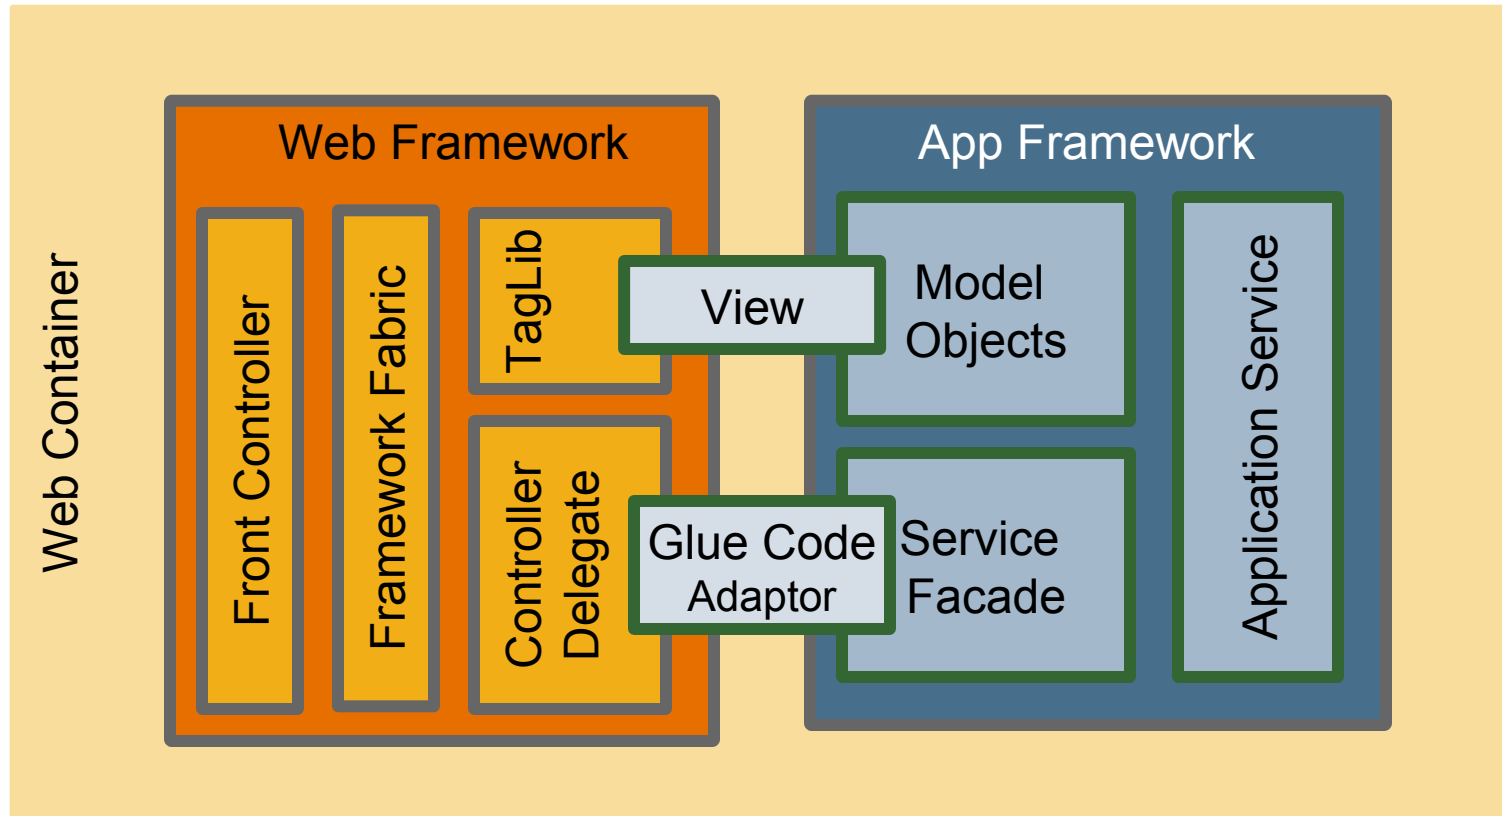 Web Container
Web Framework
Front Controller
Framework Fabric
TagLib
Controller
Delegate
View
Glue Code
Adaptor
App Framework
Model
Objects
Service
Facade
Application Service